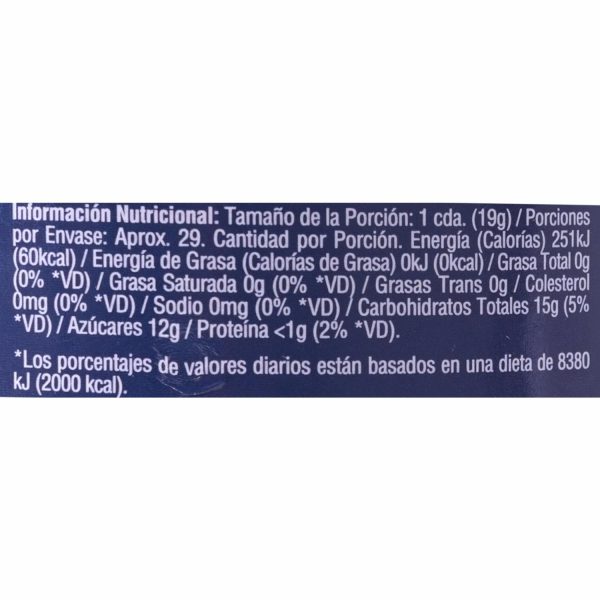 Información Nutricional: Tamaño de la Porción: 1 cda. (19g) / Porciones
por Envase: Aprox. 29. Cantidad por Porción. Energía (Calorías) 251kJ
(60kcal) / Energía de Grasa (Calorías de Grasa) 0kJ (0kcal) / Grasa Total 0g
(0% *VD) / Grasa Saturada 0g (0% *VD) / Grasas Trans 0g / Colesterol
0mg (0% *VD) / Sodio 0mg (0% *VD) / Carbohidratos Totales 15g (5%
*VD) / Azúcares 12g / Proteína <1g (2% *VD).
*Los porcentajes de valores diarios están basados en una dieta de 8380
kJ (2000 kcal).